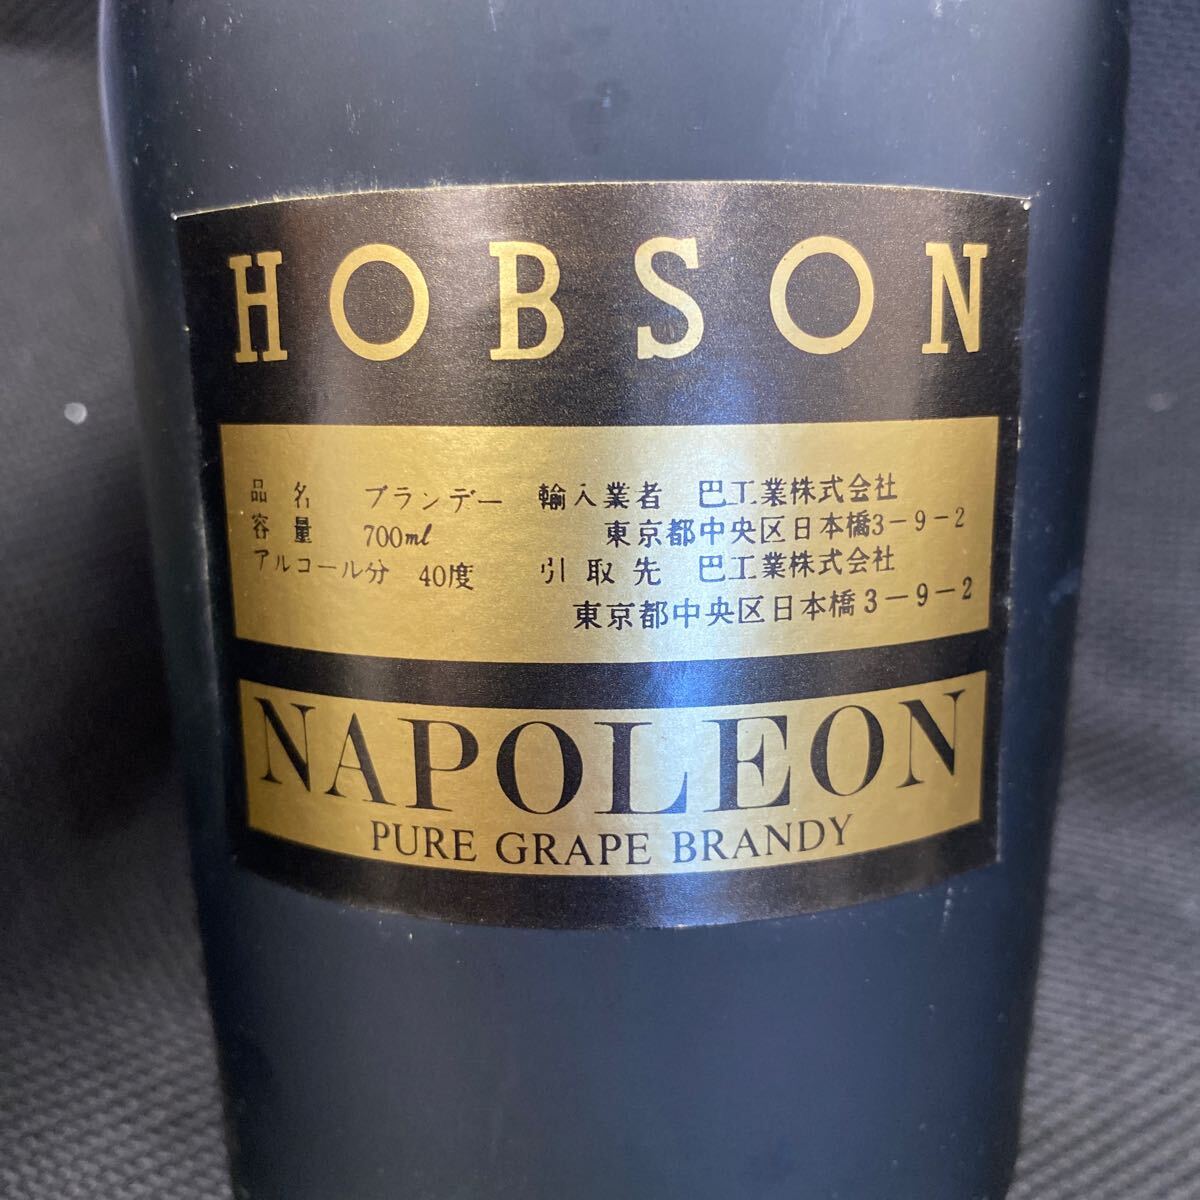 HOBSON
品名 ブランデー 輸入業者 巴工業株式会社
容量 700ml 東京都中央区日本橋3-9-2
アルコール分 40度 引取先 巴工業株式会社
東京都中央区日本橋3-9-2
NAPOLEON
PURE GRAPE BRANDY